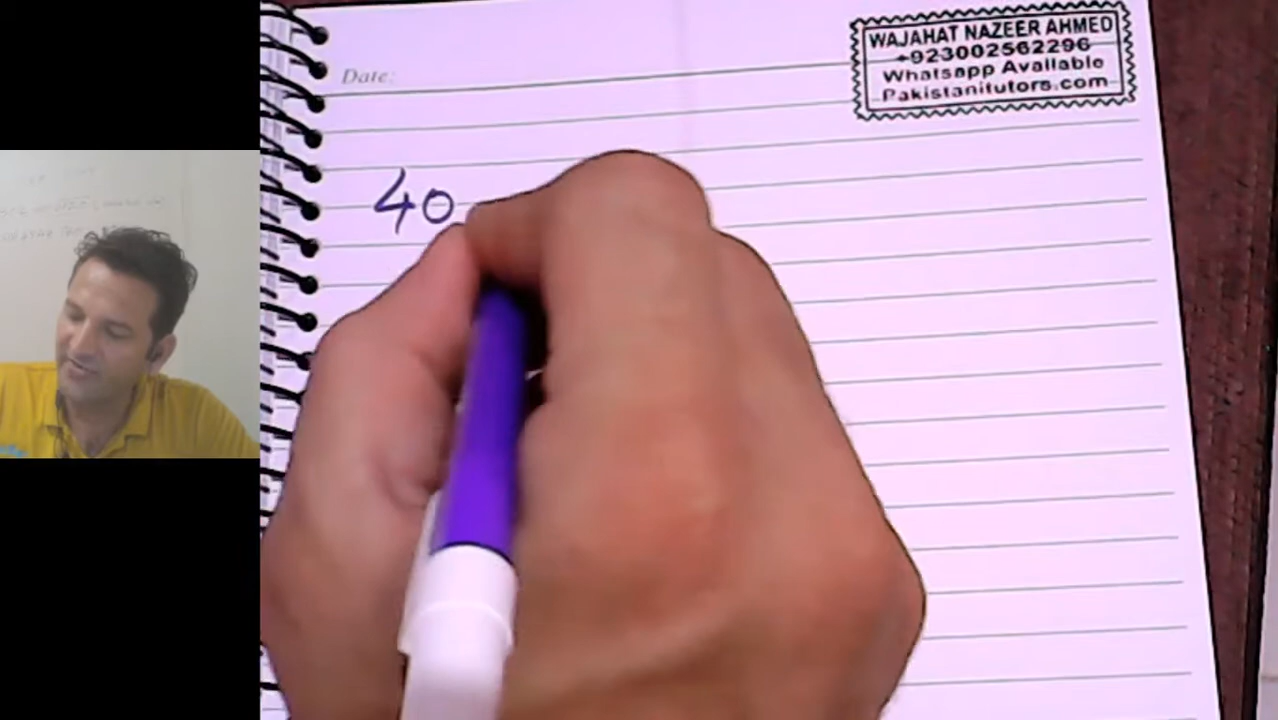 Date:
WAJAHAT NAZEER AHMED
+923002562296
Whatsapp Available
Pakistanitutors.com
40